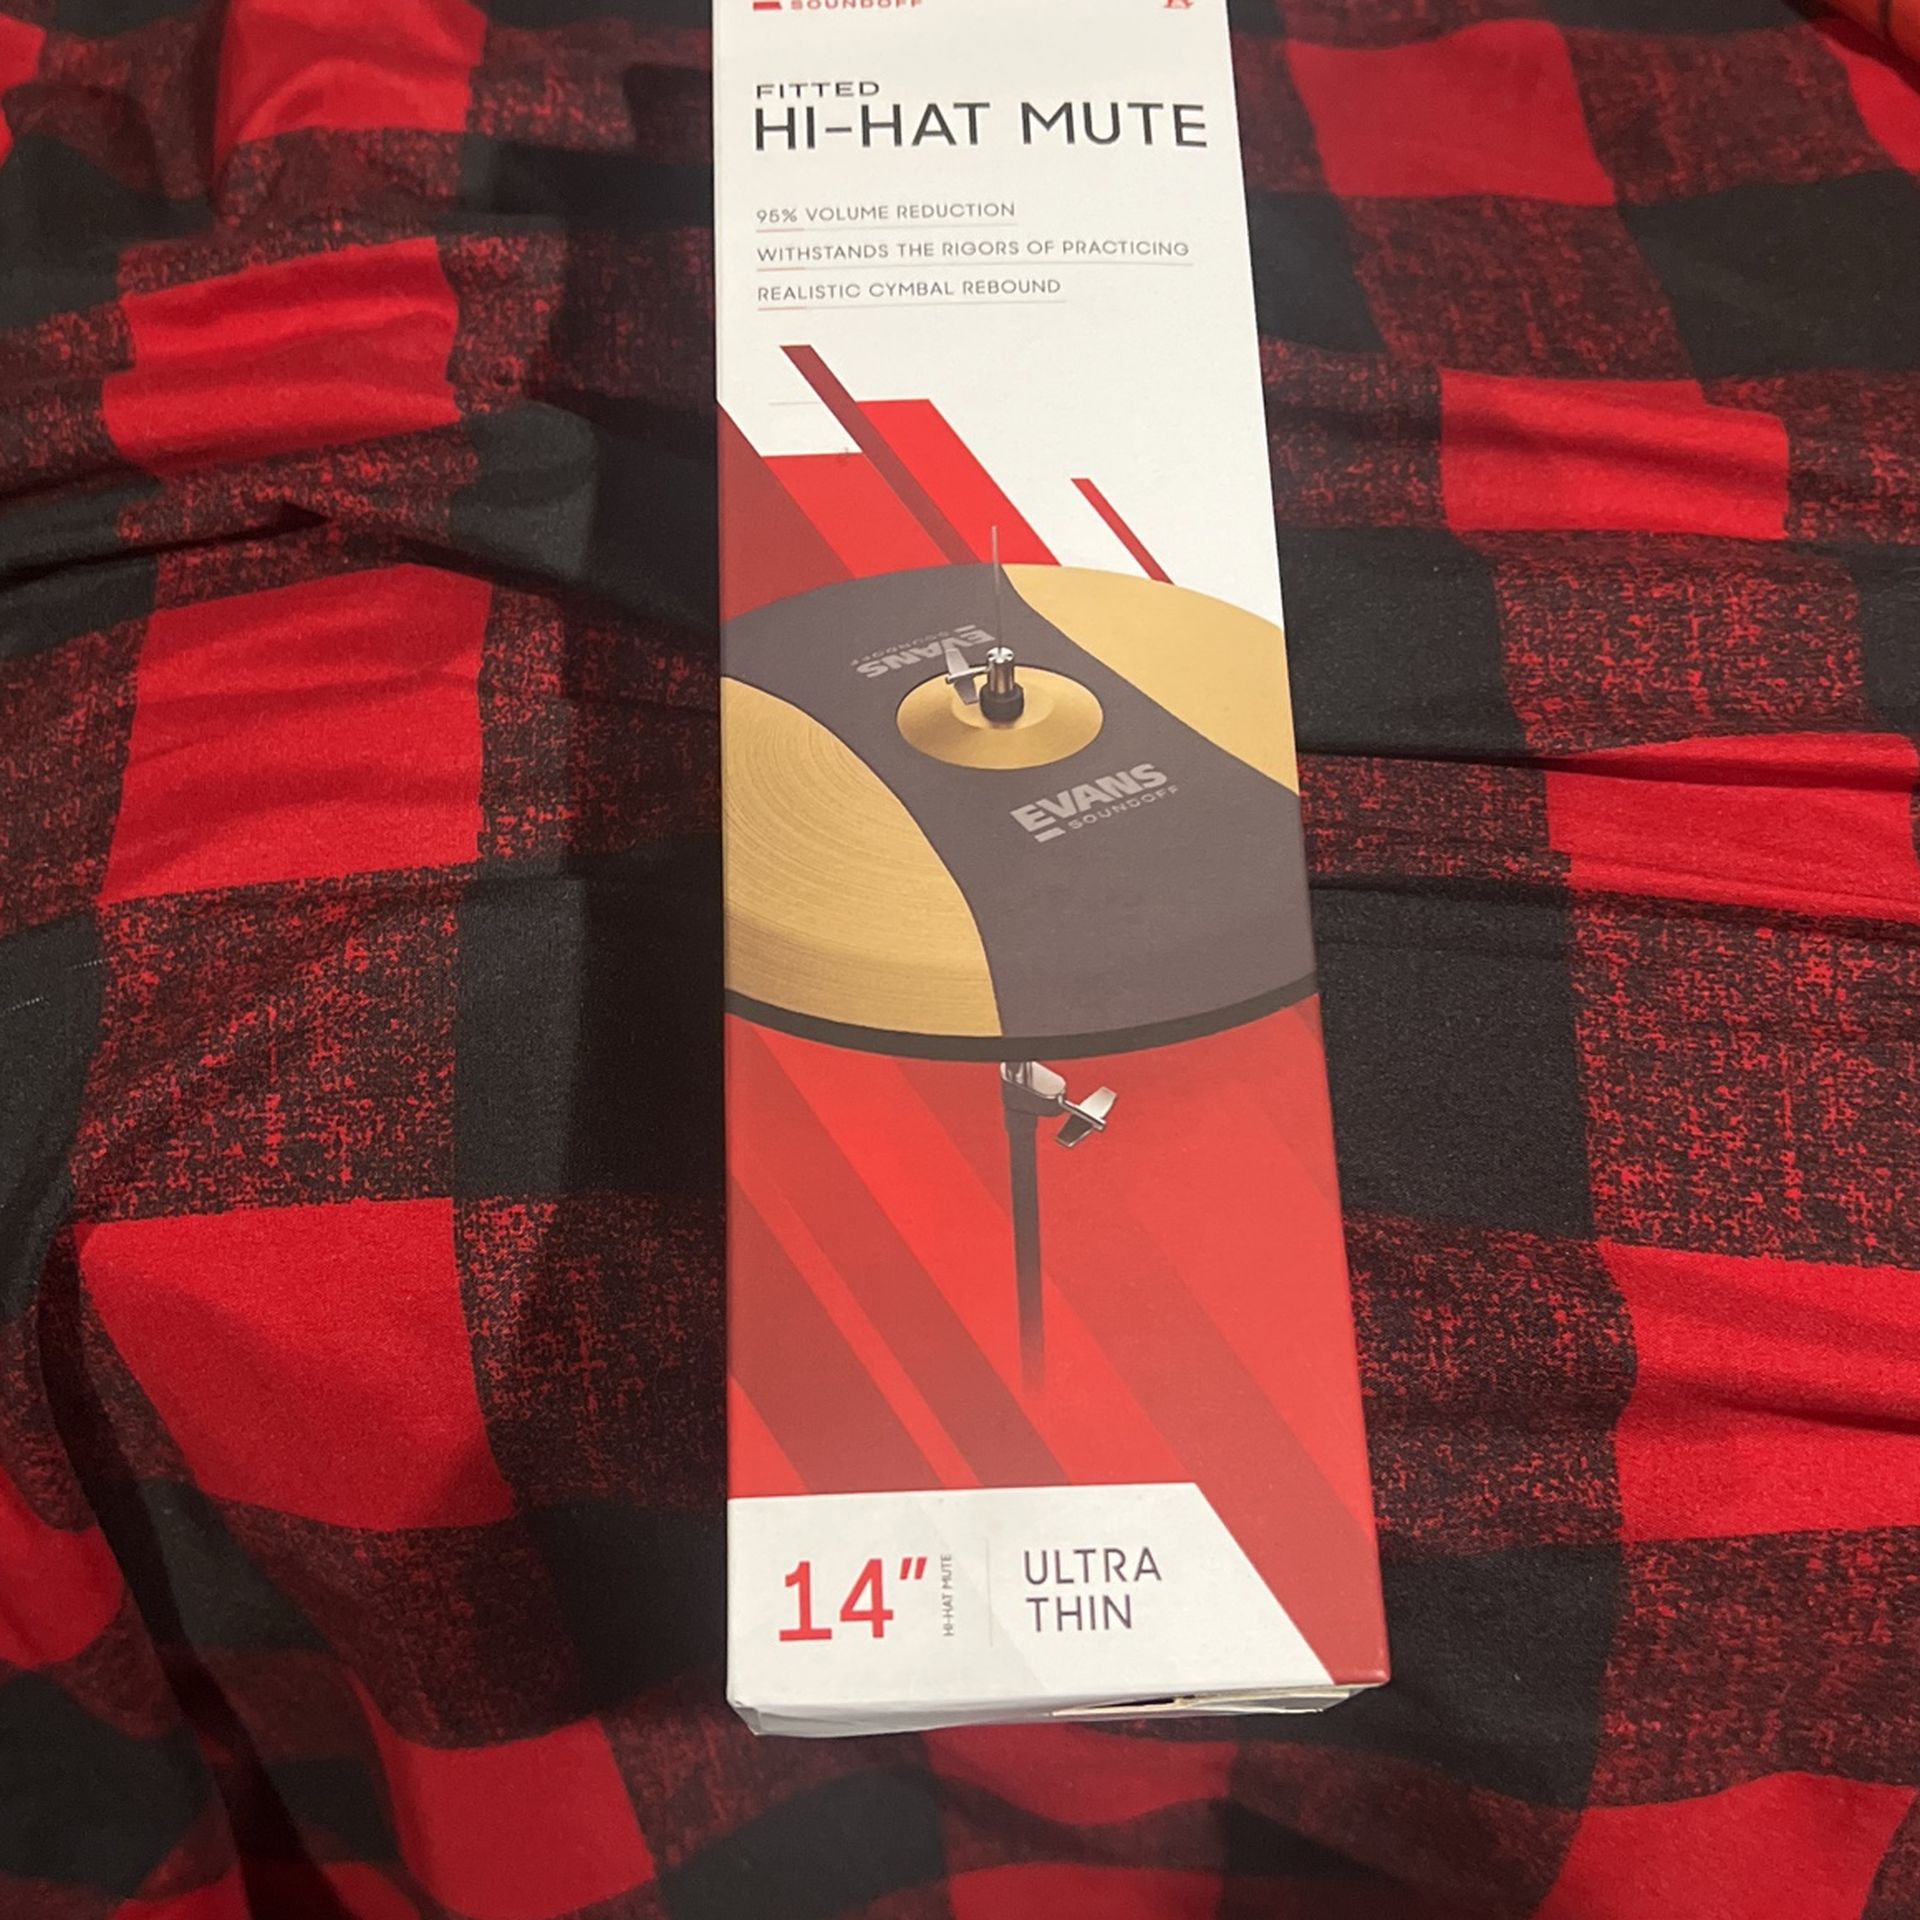 SOUNDOFF
FITTED
HI-HAT MUTE
95% VOLUME REDUCTION
WITHSTANDS THE RIGORS OF PRACTICING
REALISTIC CYMBAL REBOUND
EVANS
SOUNDOFF
EVANS
SOUNDOFF
14"
HI-HAT MUTE
ULTRA
THIN